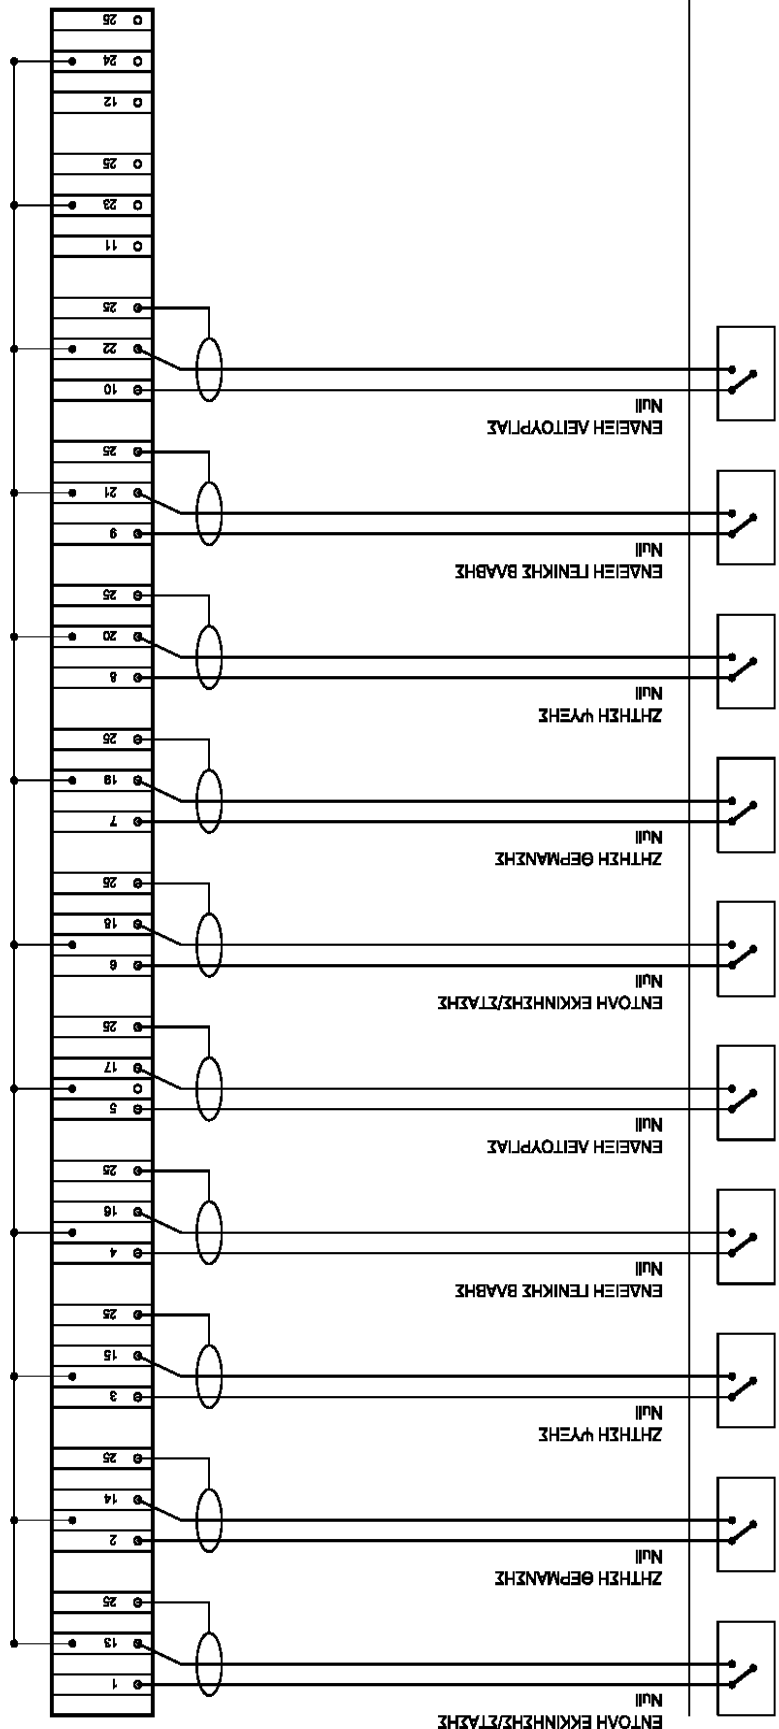 ΕΝΤΟΛΗ ΕΚΚΙΝΗΣΗΣ/ΣΤΑΣΗΣ
Null
1
13
25
ΖΗΤΗΣΗ ΘΕΡΜΑΝΣΗΣ
Null
2
14
25
ΖΗΤΗΣΗ ΨΥΞΗΣ
Null
3
15
25
ΕΝΔΕΙΞΗ ΓΕΝΙΚΗΣ ΒΛΑΒΗΣ
Null
4
16
25
ΕΝΔΕΙΞΗ ΛΕΙΤΟΥΡΓΙΑΣ
Null
5
17
25
ΕΝΤΟΛΗ ΕΚΚΙΝΗΣΗΣ/ΣΤΑΣΗΣ
Null
6
18
25
ΖΗΤΗΣΗ ΘΕΡΜΑΝΣΗΣ
Null
7
19
25
ΖΗΤΗΣΗ ΨΥΞΗΣ
Null
8
20
25
ΕΝΔΕΙΞΗ ΓΕΝΙΚΗΣ ΒΛΑΒΗΣ
Null
9
21
25
ΕΝΔΕΙΞΗ ΛΕΙΤΟΥΡΓΙΑΣ
Null
10
22
25
11
23
25
12
24
25